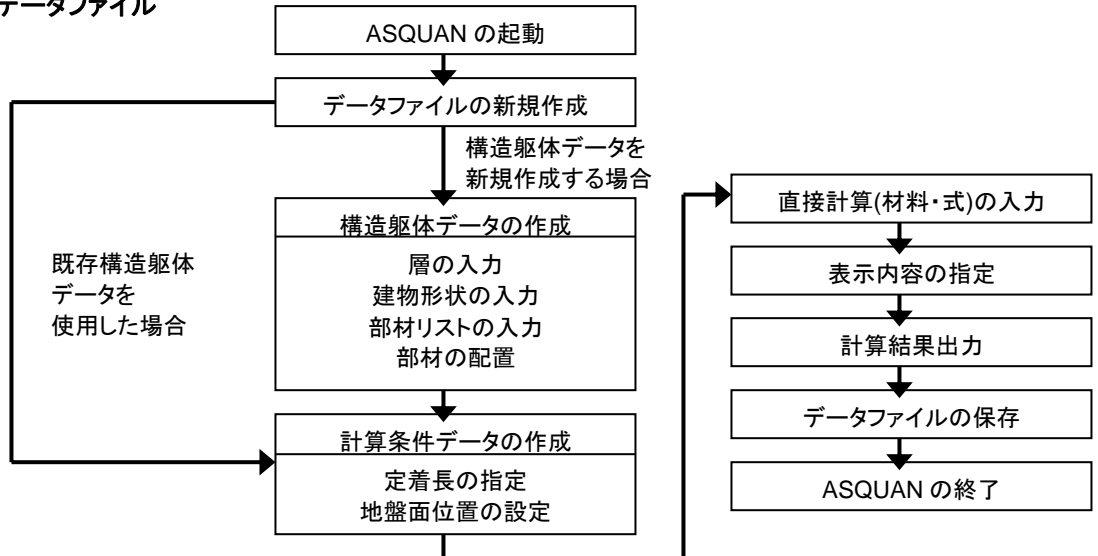 データファイル
ASQUAN の起動
データファイルの新規作成
構造躯体データを
新規作成する場合
構造躯体データの作成
層の入力
建物形状の入力
部材リストの入力
部材の配置
既存構造躯体
データを
使用した場合
計算条件データの作成
定着長の指定
地盤面位置の設定
直接計算(材料・式)の入力
表示内容の指定
計算結果出力
データファイルの保存
ASQUAN の終了